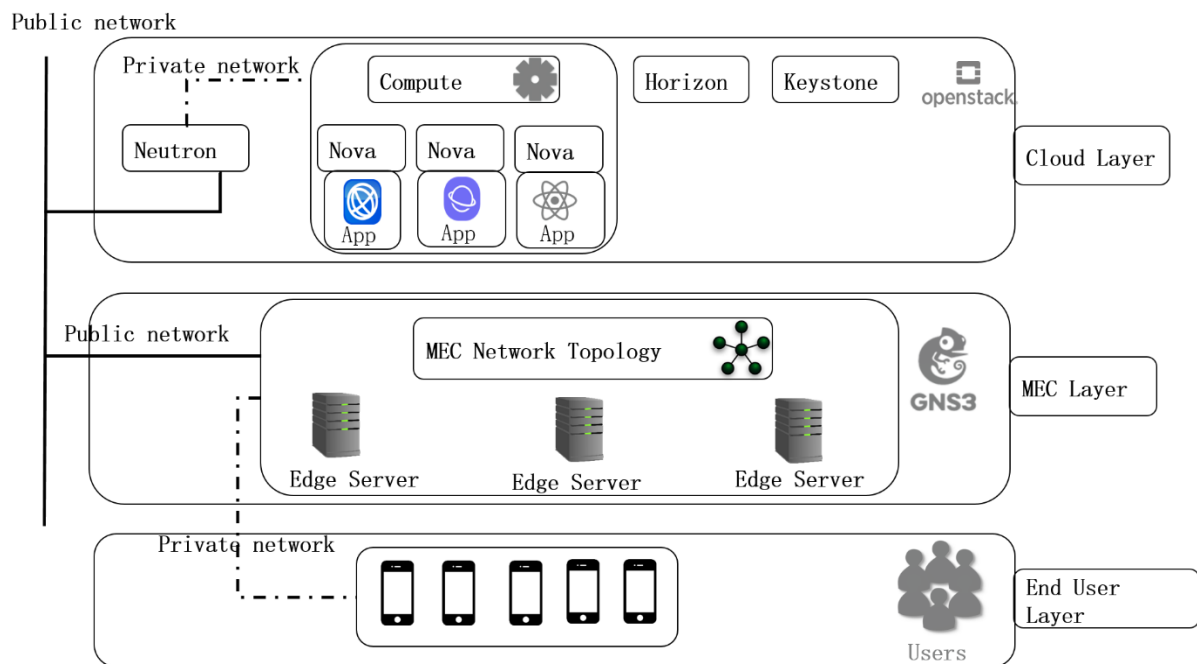 Public network
Private network
Compute
Horizon
Keystone
openstack.
Neutron
Nova
Nova
Nova
App
App
App
Cloud Layer
Public network
MEC Network Topology
GNS3
MEC Layer
Edge Server
Edge Server
Edge Server
Private network
End User
Layer
Users